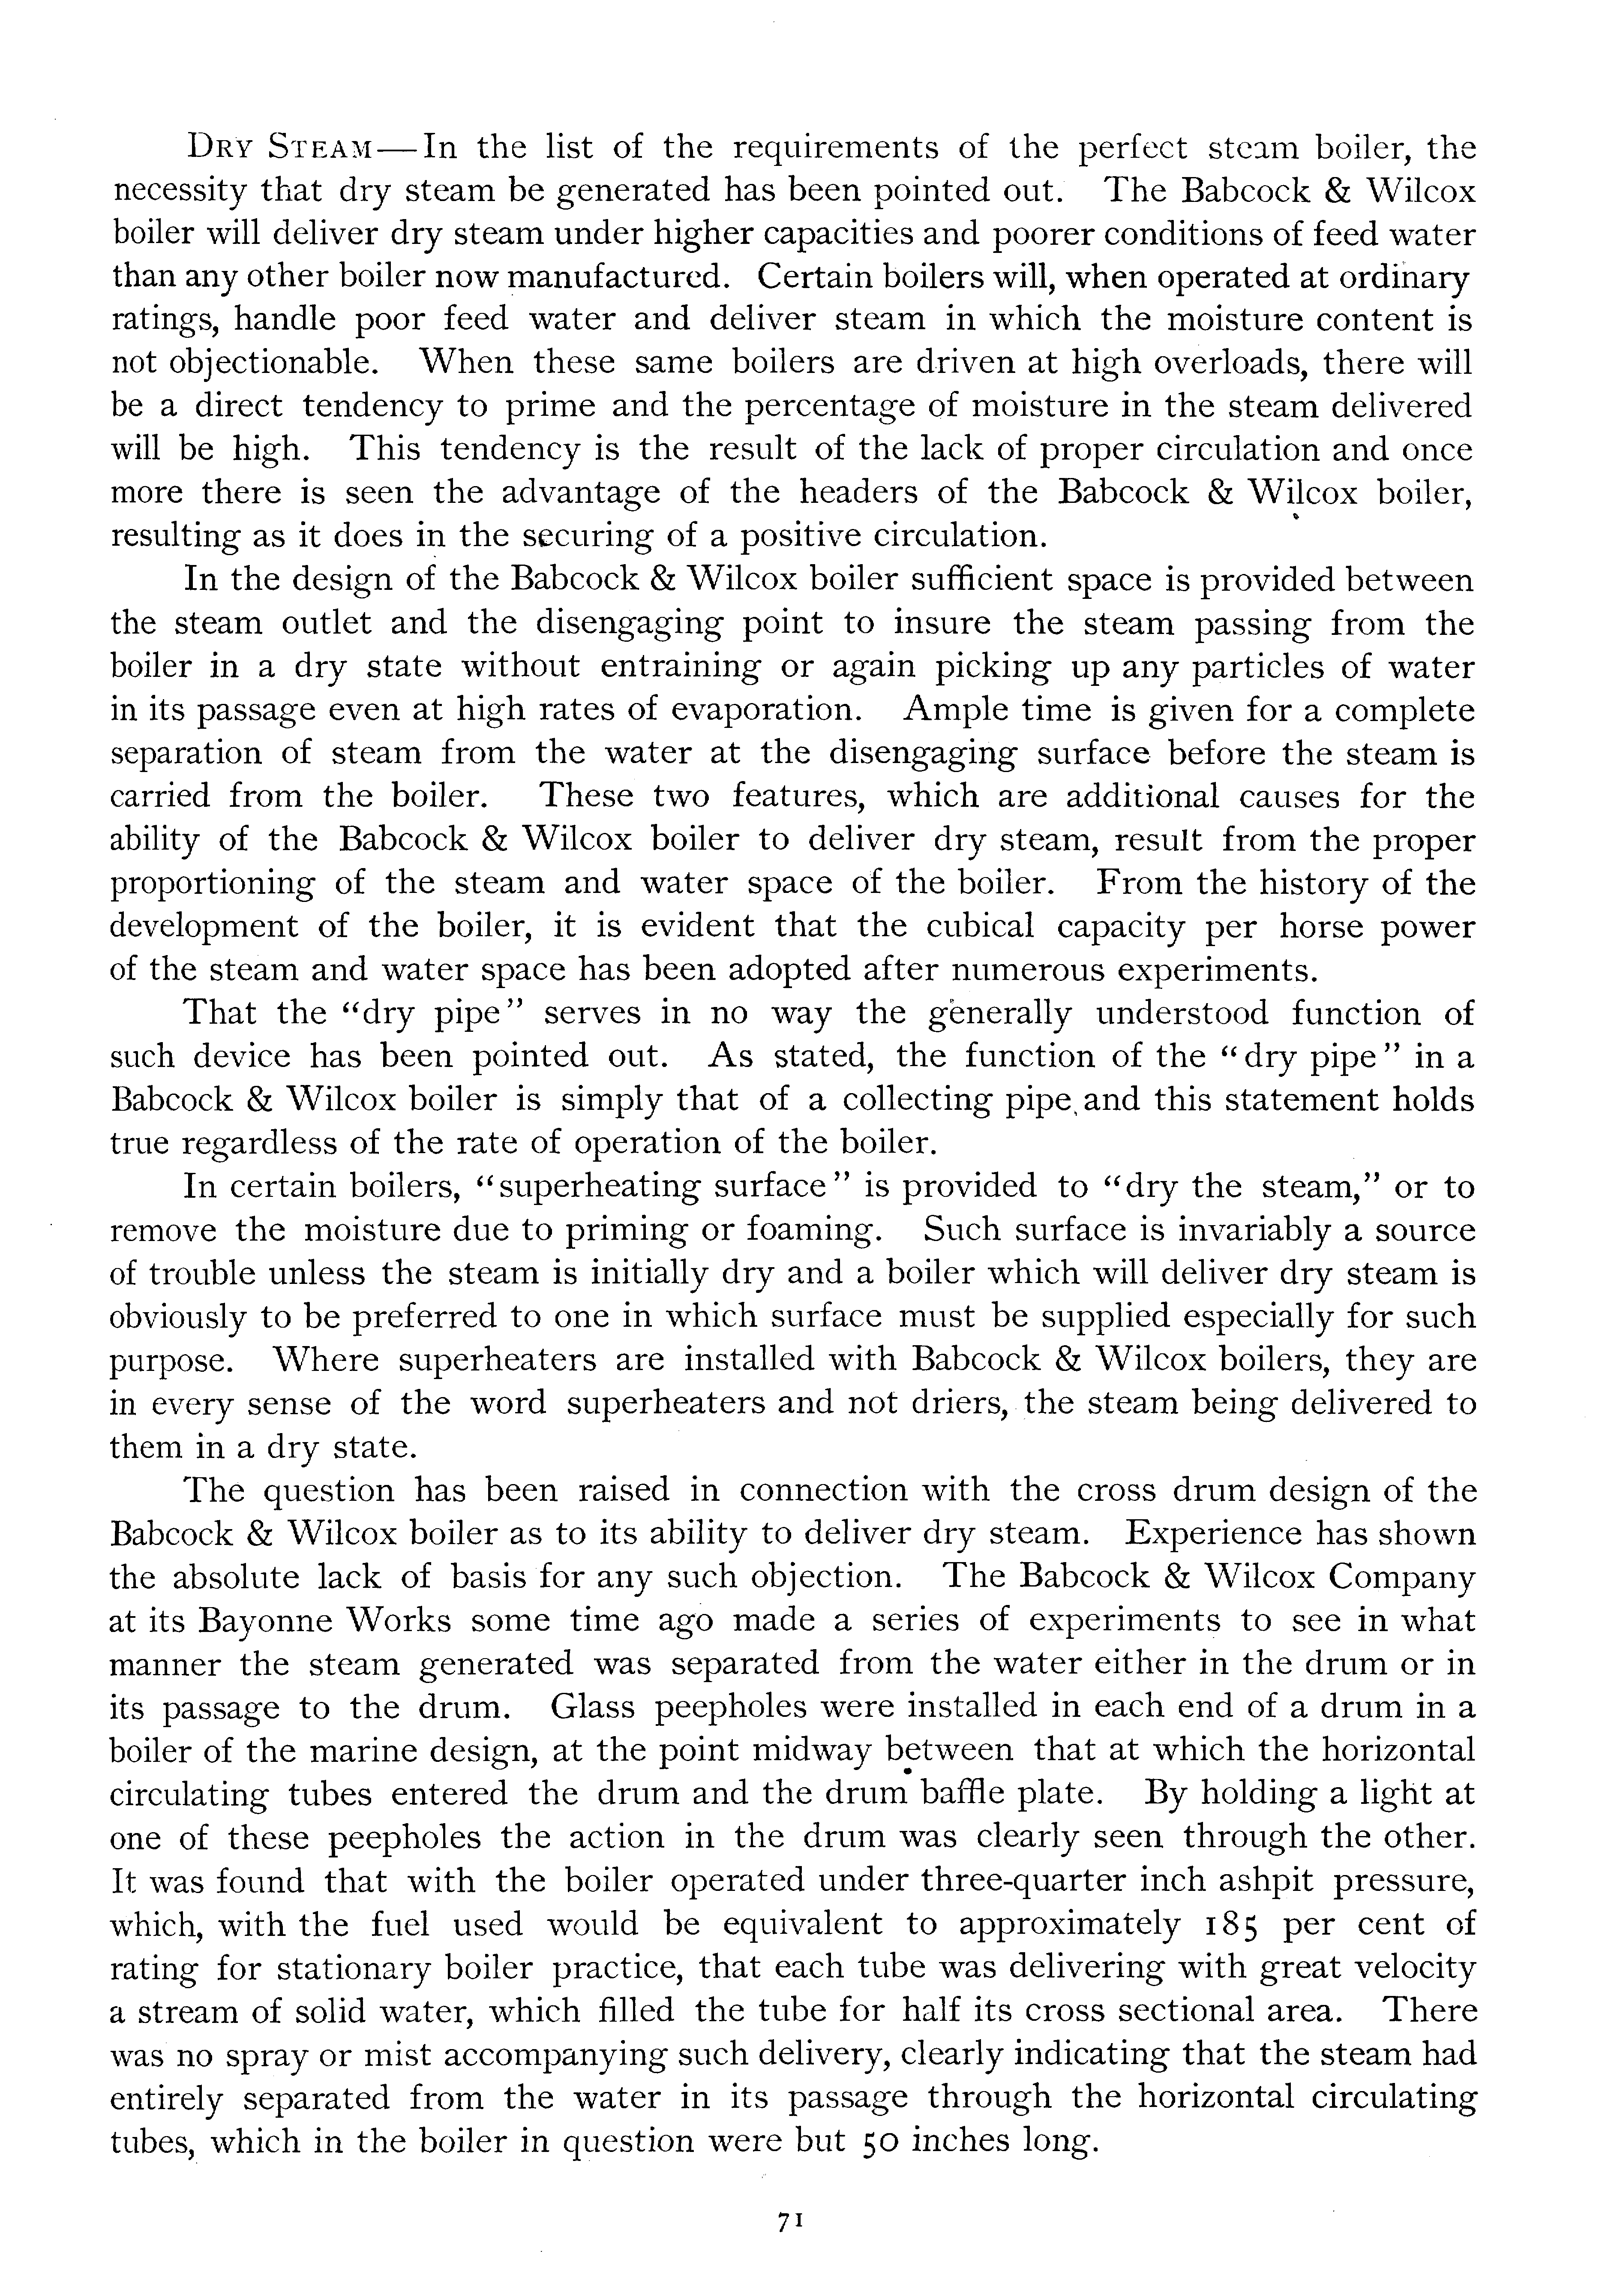 DRY STEAM—In the list of the requirements of the perfect steam boiler, the
necessity that dry steam be generated has been pointed out. The Babcock & Wilcox
boiler will deliver dry steam under higher capacities and poorer conditions of feed water
than any other boiler now manufactured. Certain boilers will, when operated at ordinary
ratings, handle poor feed water and deliver steam in which the moisture content is
not objectionable. When these same boilers are driven at high overloads, there will
be a direct tendency to prime and the percentage of moisture in the steam delivered
will be high. This tendency is the result of the lack of proper circulation and once
more there is seen the advantage of the headers of the Babcock & Wilcox boiler,
resulting as it does in the securing of a positive circulation.
In the design of the Babcock & Wilcox boiler sufficient space is provided between
the steam outlet and the disengaging point to insure the steam passing from the
boiler in a dry state without entraining or again picking up any particles of water
in its passage even at high rates of evaporation. Ample time is given for a complete
separation of steam from the water at the disengaging surface before the steam is
carried from the boiler. These two features, which are additional causes for the
ability of the Babcock & Wilcox boiler to deliver dry steam, result from the proper
proportioning of the steam and water space of the boiler. From the history of the
development of the boiler, it is evident that the cubical capacity per horse power
of the steam and water space has been adopted after numerous experiments.
That the "dry pipe" serves in no way the generally understood function of
such device has been pointed out. As stated, the function of the "dry pipe" in a
Babcock & Wilcox boiler is simply that of a collecting pipe, and this statement holds
true regardless of the rate of operation of the boiler.
In certain boilers, "superheating surface" is provided to "dry the steam," or to
remove the moisture due to priming or foaming. Such surface is invariably a source
of trouble unless the steam is initially dry and a boiler which will deliver dry steam is
obviously to be preferred to one in which surface must be supplied especially for such
purpose. Where superheaters are installed with Babcock & Wilcox boilers, they are
in every sense of the word superheaters and not driers, the steam being delivered to
them in a dry state.
The question has been raised in connection with the cross drum design of the
Babcock & Wilcox boiler as to its ability to deliver dry steam. Experience has shown
the absolute lack of basis for any such objection. The Babcock & Wilcox Company
at its Bayonne Works some time ago made a series of experiments to see in what
manner the steam generated was separated from the water either in the drum or in
its passage to the drum. Glass peepholes were installed in each end of a drum in a
boiler of the marine design, at the point midway between that at which the horizontal
circulating tubes entered the drum and the drum baffle plate. By holding a light at
one of these peepholes the action in the drum was clearly seen through the other.
It was found that with the boiler operated under three-quarter inch ashpit pressure,
which, with the fuel used would be equivalent to approximately 185 per cent of
rating for stationary boiler practice, that each tube was delivering with great velocity
a stream of solid water, which filled the tube for half its cross sectional area. There
was no spray or mist accompanying such delivery, clearly indicating that the steam had
entirely separated from the water in its passage through the horizontal circulating
tubes, which in the boiler in question were but 50 inches long.
71